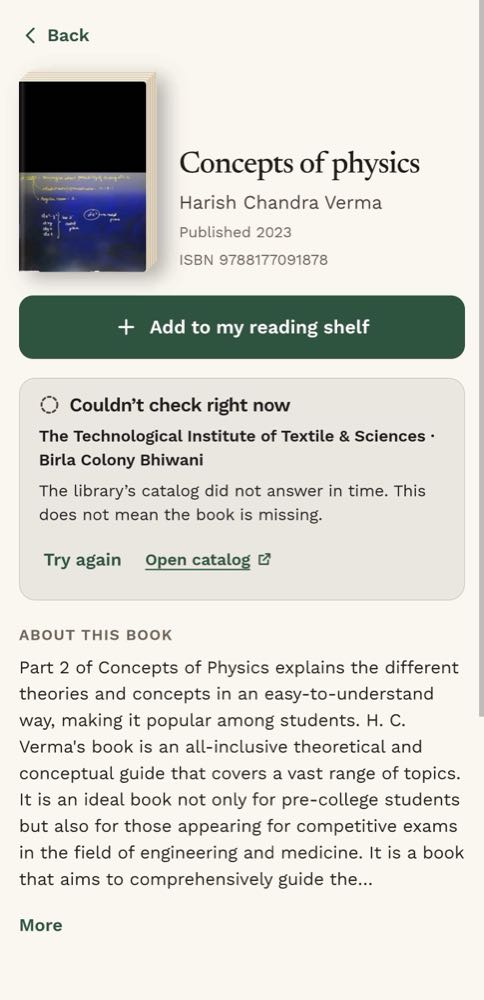 Back
Concepts of physics
Harish Chandra Verma
Published 2023
ISBN 9788177091878
+ Add to my reading shelf
Couldn’t check right now
The Technological Institute of Textile & Sciences ·
Birla Colony Bhiwani
The library’s catalog did not answer in time. This
does not mean the book is missing.
Try again Open catalog
ABOUT THIS BOOK
Part 2 of Concepts of Physics explains the different
theories and concepts in an easy-to-understand
way, making it popular among students. H. C.
Verma's book is an all-inclusive theoretical and
conceptual guide that covers a vast range of topics.
It is an ideal book not only for pre-college students
but also for those appearing for competitive exams
in the field of engineering and medicine. It is a book
that aims to comprehensively guide the...
More